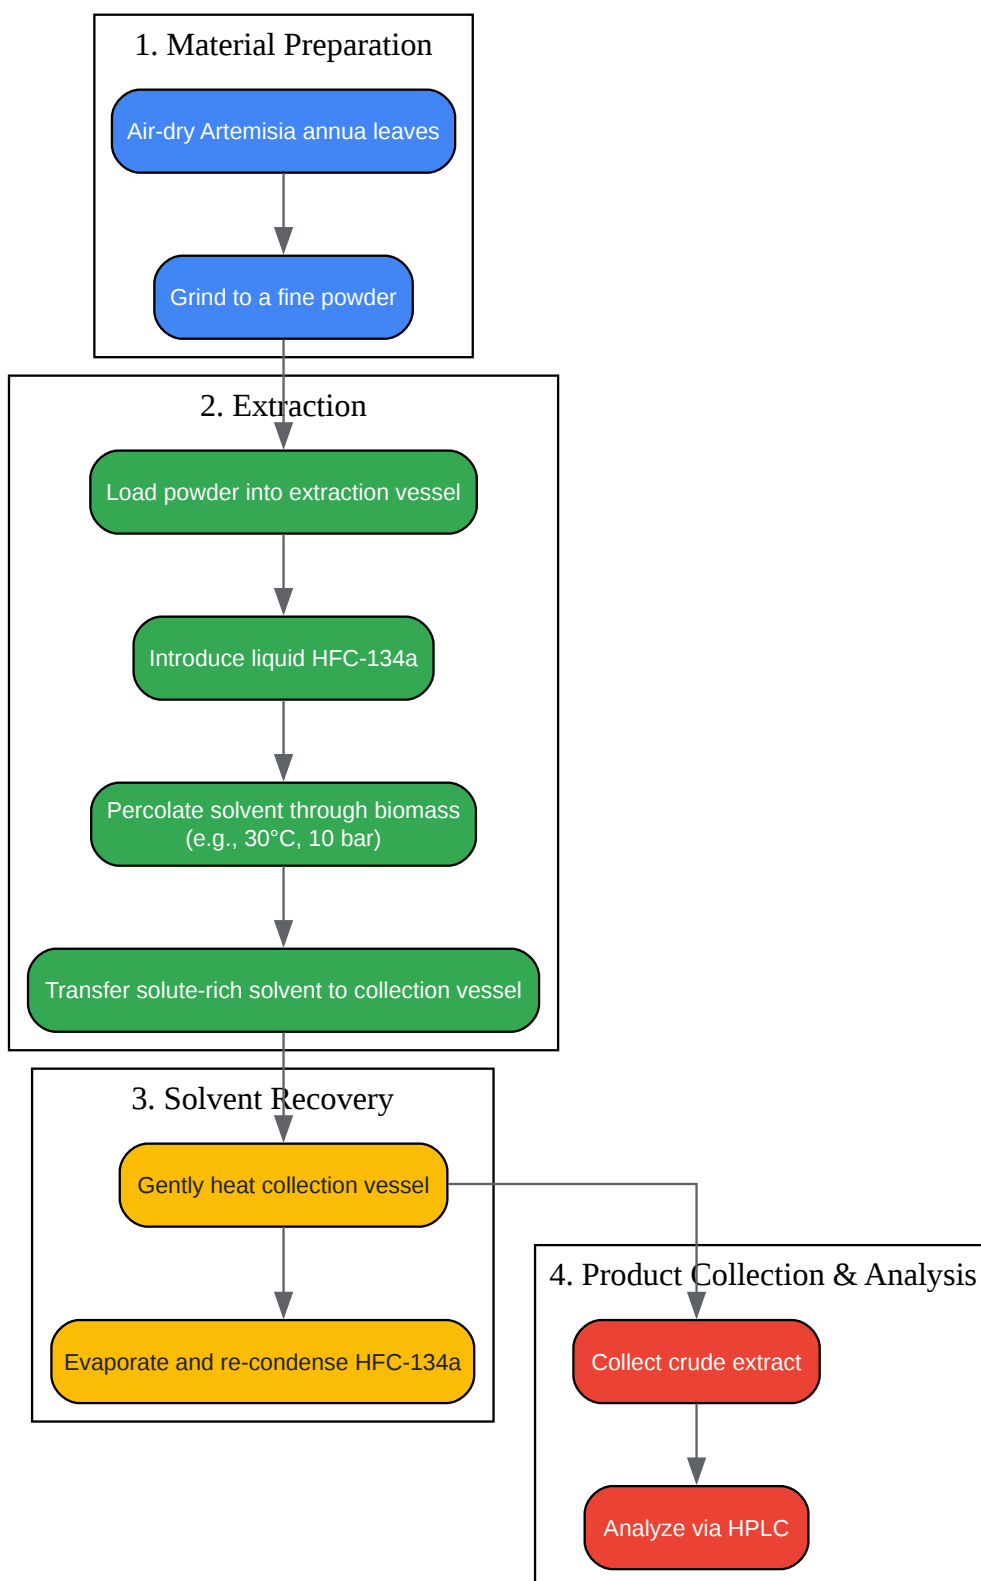 1. Material Preparation
Air-dry Artemisia annua leaves
Grind to a fine powder
2. Extraction
Load powder into extraction vessel
Introduce liquid HFC-134a
Percolate solvent through biomass
(e.g., 30°C, 10 bar)
Transfer solute-rich solvent to collection vessel
3. Solvent Recovery
Gently heat collection vessel
Evaporate and re-condense HFC-134a
4. Product Collection & Analysis
Collect crude extract
Analyze via HPLC